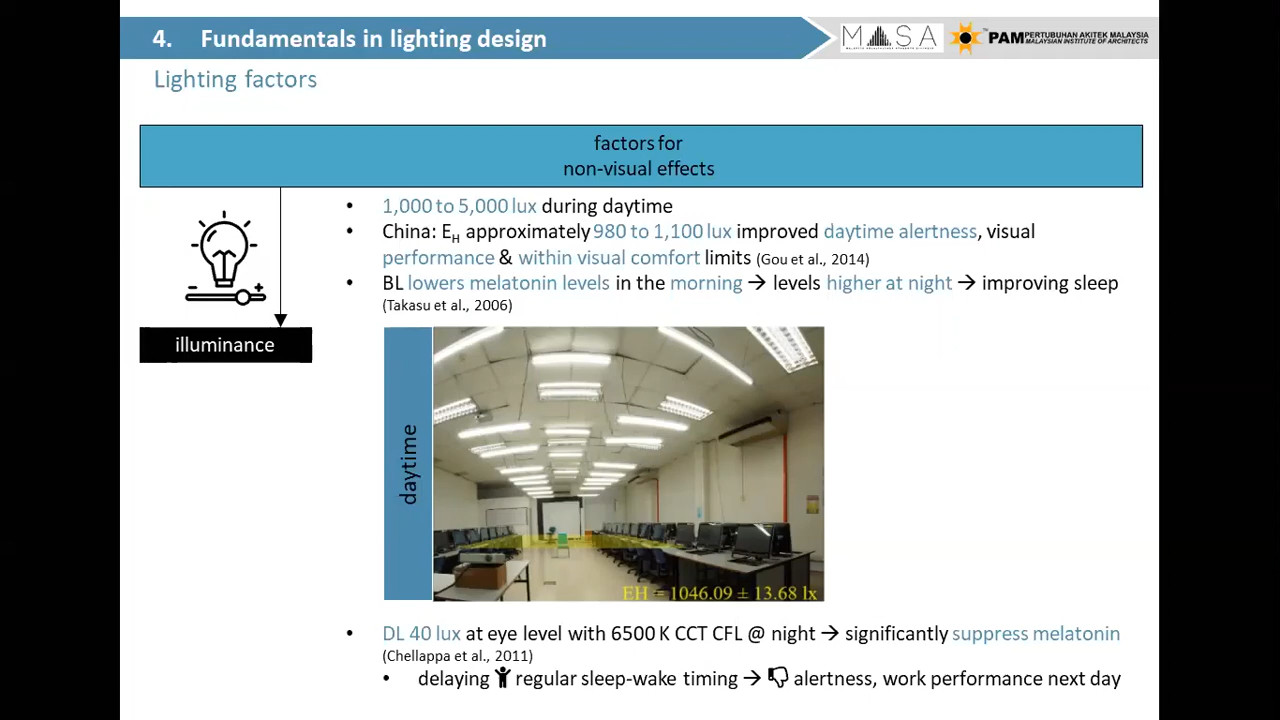 4. Fundamentals in lighting design
MASA
PAM PERTUBUHAN AKITEK MALAYSIA
MALAYSIAN INSTITUTE OF ARCHITECTS
Lighting factors
factors for
non-visual effects
• 1,000 to 5,000 lux during daytime
• China: EH approximately 980 to 1,100 lux improved daytime alertness, visual
performance & within visual comfort limits (Gou et al., 2014)
• BL lowers melatonin levels in the morning → levels higher at night → improving sleep
(Takasu et al., 2006)
illuminance
daytime
EH = 1046.09 ± 13.68 lx
• DL 40 lux at eye level with 6500 K CCT CFL @ night → significantly suppress melatonin
(Chellappa et al., 2011)
• delaying regular sleep-wake timing → alertness, work performance next day